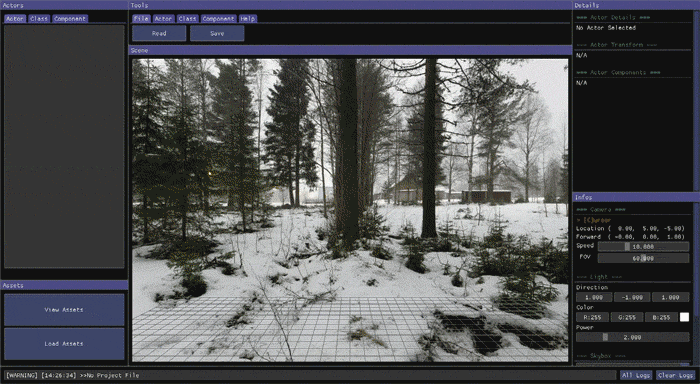 Actors
Actor Class Component
Assets
View Assets
Load Assets
Tools
File Actor Class Component Help
Read Save
Scene
Details
=== Actor Details ===
No Actor Selected
--- Actor Transform ---
N/A
=== Actor Components ===
N/A
Infos
=== Camera ===
> [C]ursor
Location ( 0.00, 5.00, -5.00)
Forward ( -0.00, 0.00, 1.00)
Speed 10.000
FOV 60.000
--- Light ---
Direction
1.000 -1.000 1.000
Color
R:255 G:255 B:255
Power
2.000
--- Skybox
[WARNING] [14:26:34] >>No Project File
All Logs Clear Logs